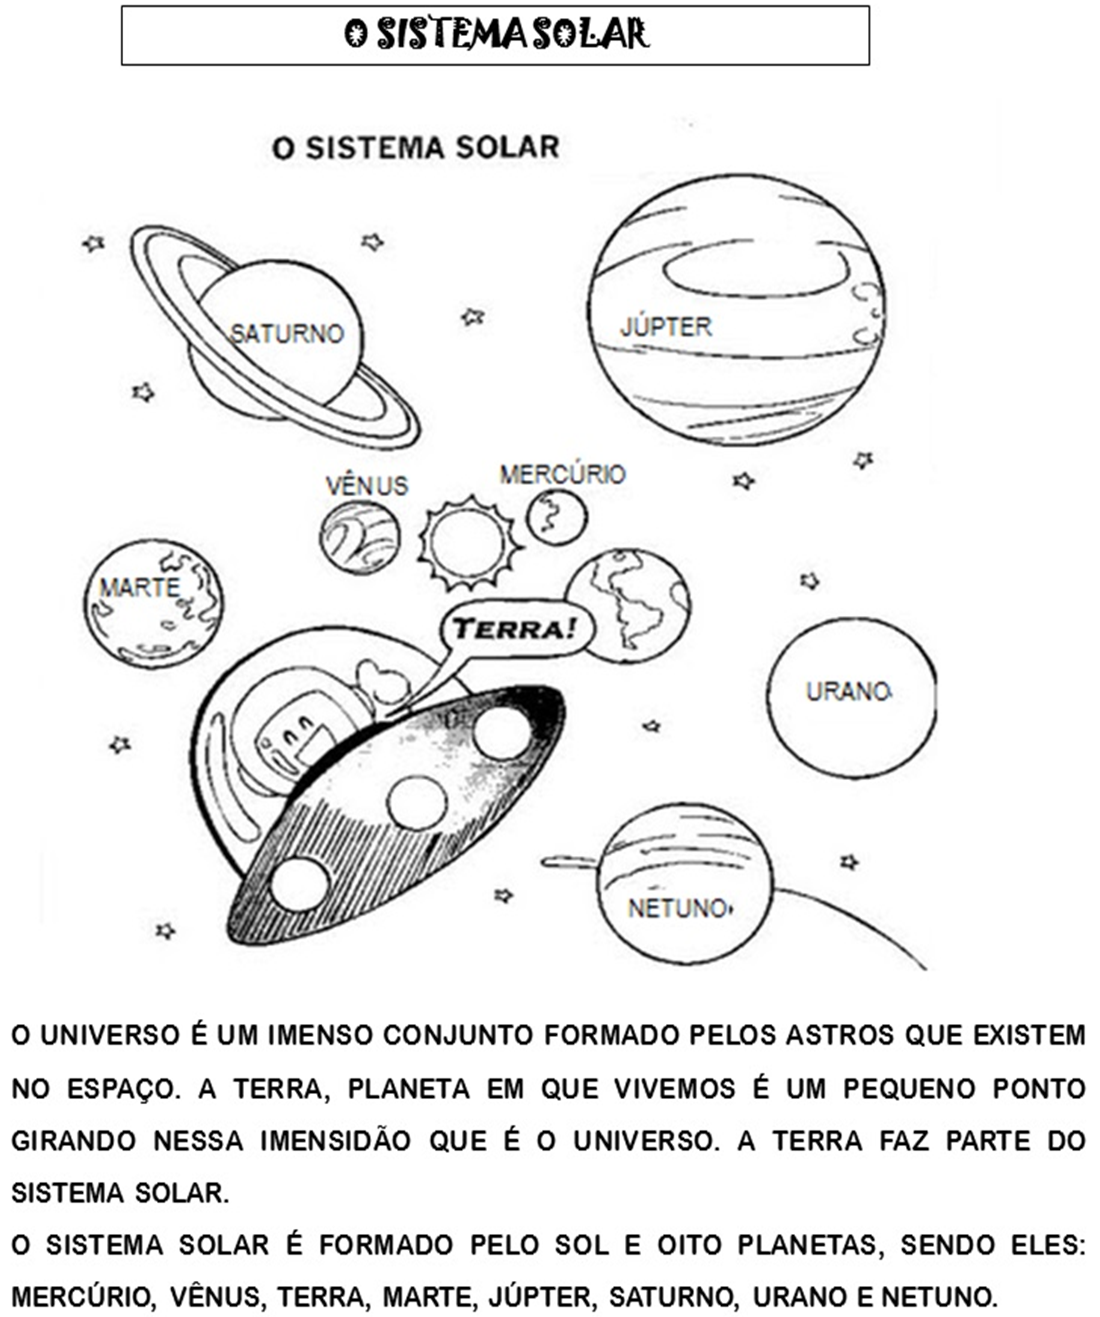 O SISTEMA SOLAR
O SISTEMA SOLAR
SATURNO
JÚPTER
VÊNUS
MERCÚRIO
MARTE
TERRA!
URANO
NETUNO
O UNIVERSO É UM IMENSO CONJUNTO FORMADO PELOS ASTROS QUE EXISTEM
NO ESPAÇO. A TERRA, PLANETA EM QUE VIVEMOS É UM PEQUENO PONTO
GIRANDO NESSA IMENSIDÃO QUE É O UNIVERSO. A TERRA FAZ PARTE DO
SISTEMA SOLAR.
O SISTEMA SOLAR É FORMADO PELO SOL E OITO PLANETAS, SENDO ELES:
MERCÚRIO, VÊNUS, TERRA, MARTE, JÚPTER, SATURNO, URANO E NETUNO.